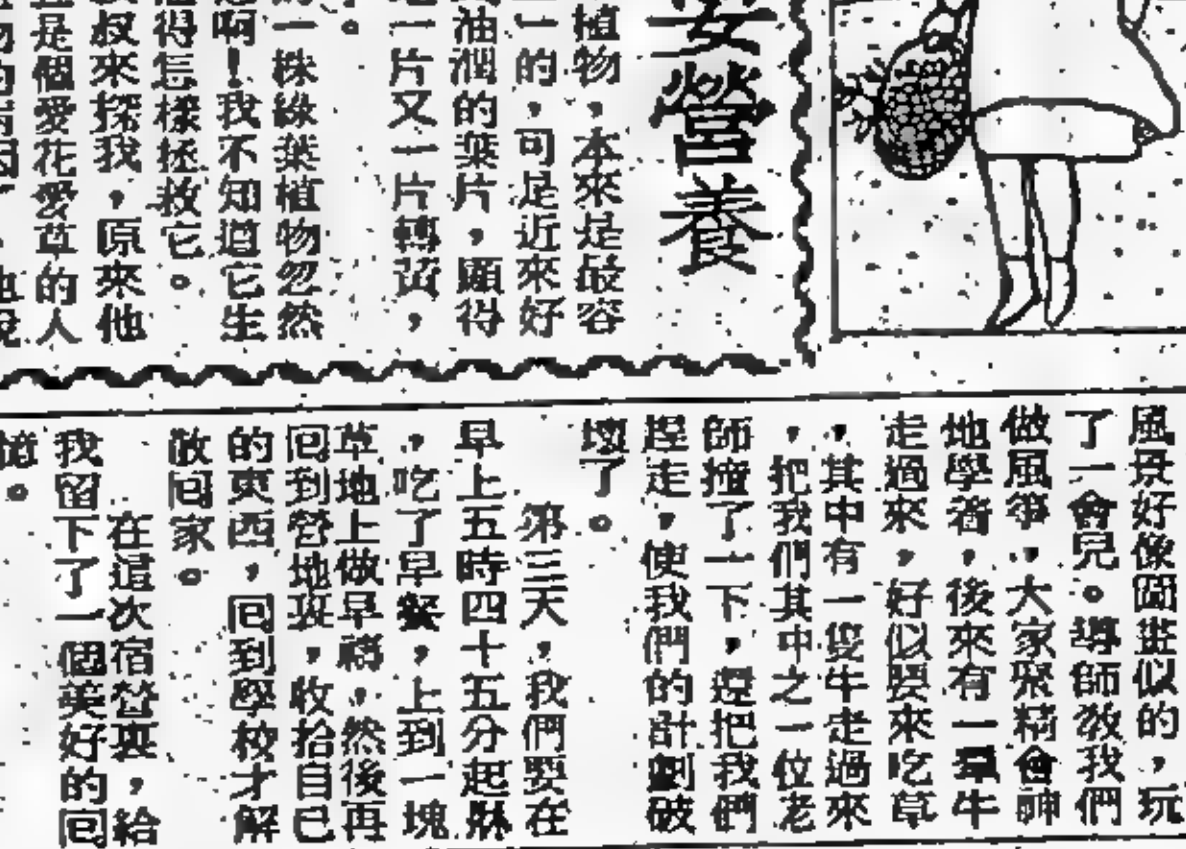 營養
植物，本來是最容
一的，可是近來好
油潤的葉片，顯得
一片又一片轉黃，
。
一株綠葉植物忽然
啊！我不知道它生
得怎樣拯救它。
叔來探我，原來他
是個愛花愛草的人
風景好像圖畫似的，玩
了一會兒。導師教我們
做風箏，大家聚精會神
地學着，後來有一羣牛
走過來，好似要來吃草
，其中有一隻牛走過來
，把我們其中之一位老
師撞了一下，還把我們
趕走，使我們的計劃破
壞了。
第三天，我們要在
早上五時四十五分起牀
，吃了早餐，上到一塊
草地上做早禱，然後再
回到營地裏，收拾自己
的東西，回到學校才解
散回家。
在這次宿營裏，給
我留下了一個美好的回
憶。